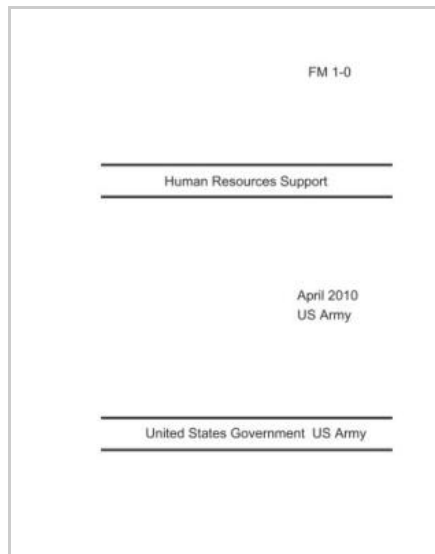 FM 1-0
Human Resources Support
April 2010
US Army
United States Government US Army